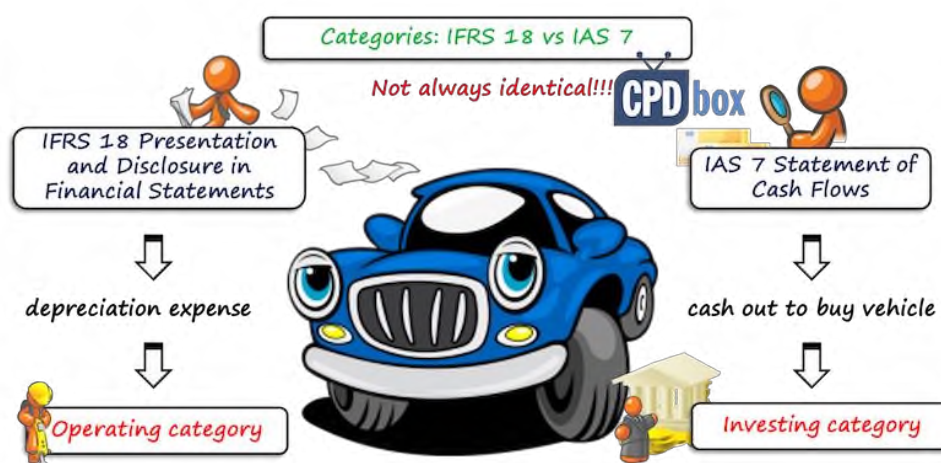 Categories: IFRS 18 vs IAS 7
Not always identical!!!
CPD box
IFRS 18 Presentation
and Disclosure in
Financial Statements
IAS 7 Statement of
Cash Flows
depreciation expense
cash out to buy vehicle
Operating category
Investing category